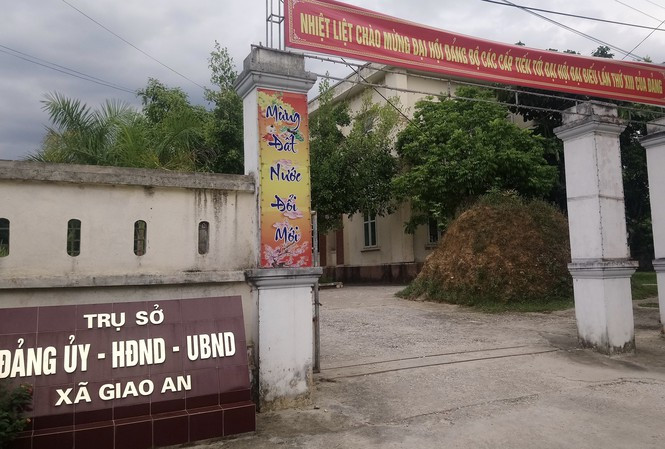 NHIỆT LIỆT CHÀO MỪNG ĐẠI HỘI ĐẢNG BỘ CÁC CẤP TIẾN TỚI ĐẠI HỘI ĐẠI BIỂU LẦN THỨ XIII CỦA ĐẢNG
Mừng
Đất
Nước
Đổi
Mới
TRỤ SỞ
ĐẢNG ỦY - HĐND - UBND
XÃ GIAO AN